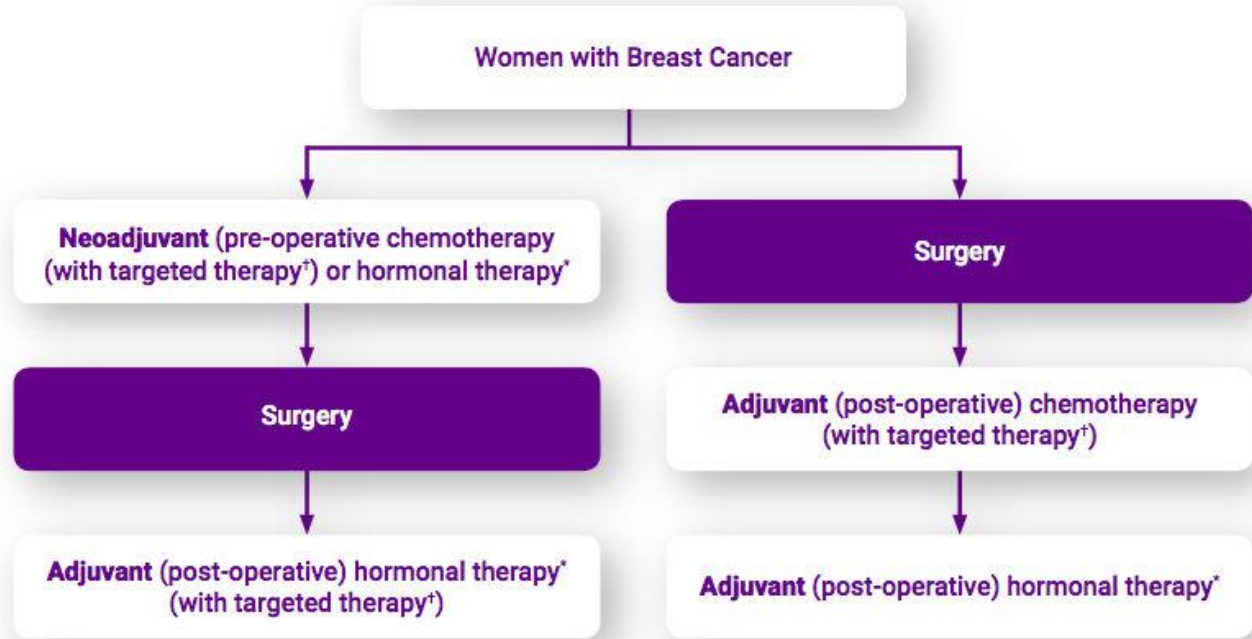 Women with Breast Cancer
Neoadjuvant (pre-operative chemotherapy
(with targeted therapy†) or hormonal therapy*
Surgery
Surgery
Adjuvant (post-operative) chemotherapy
(with targeted therapy†)
Adjuvant (post-operative) hormonal therapy*
(with targeted therapy†)
Adjuvant (post-operative) hormonal therapy*